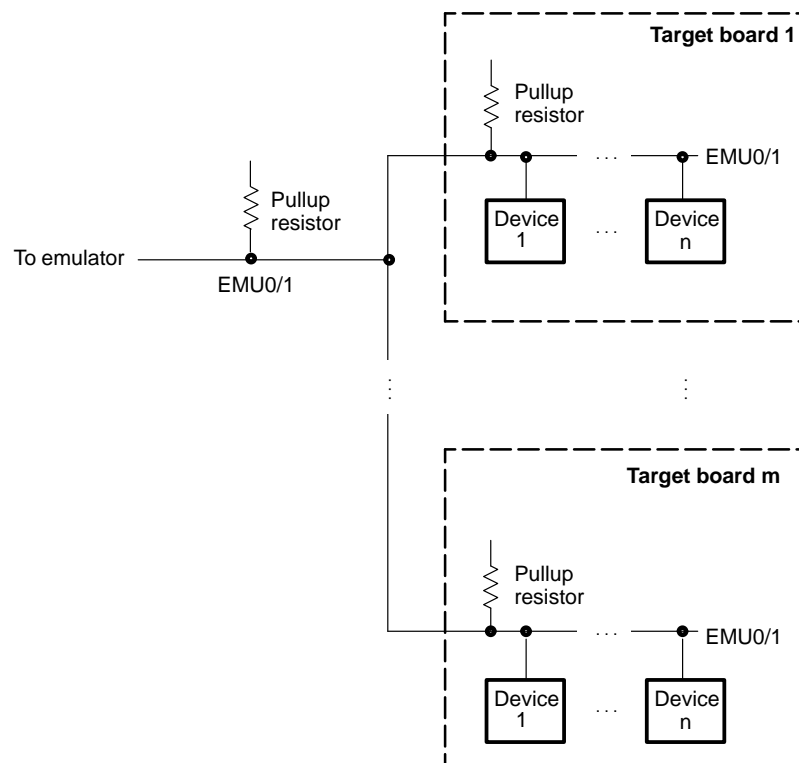 Target board 1
Pullup
resistor
EMU0/1
Device
1
. . .
Device
n
Pullup
resistor
To emulator
EMU0/1
. . .
. . .
. . .
. . .
Target board m
Pullup
resistor
EMU0/1
. . .
Device
1
. . .
Device
n